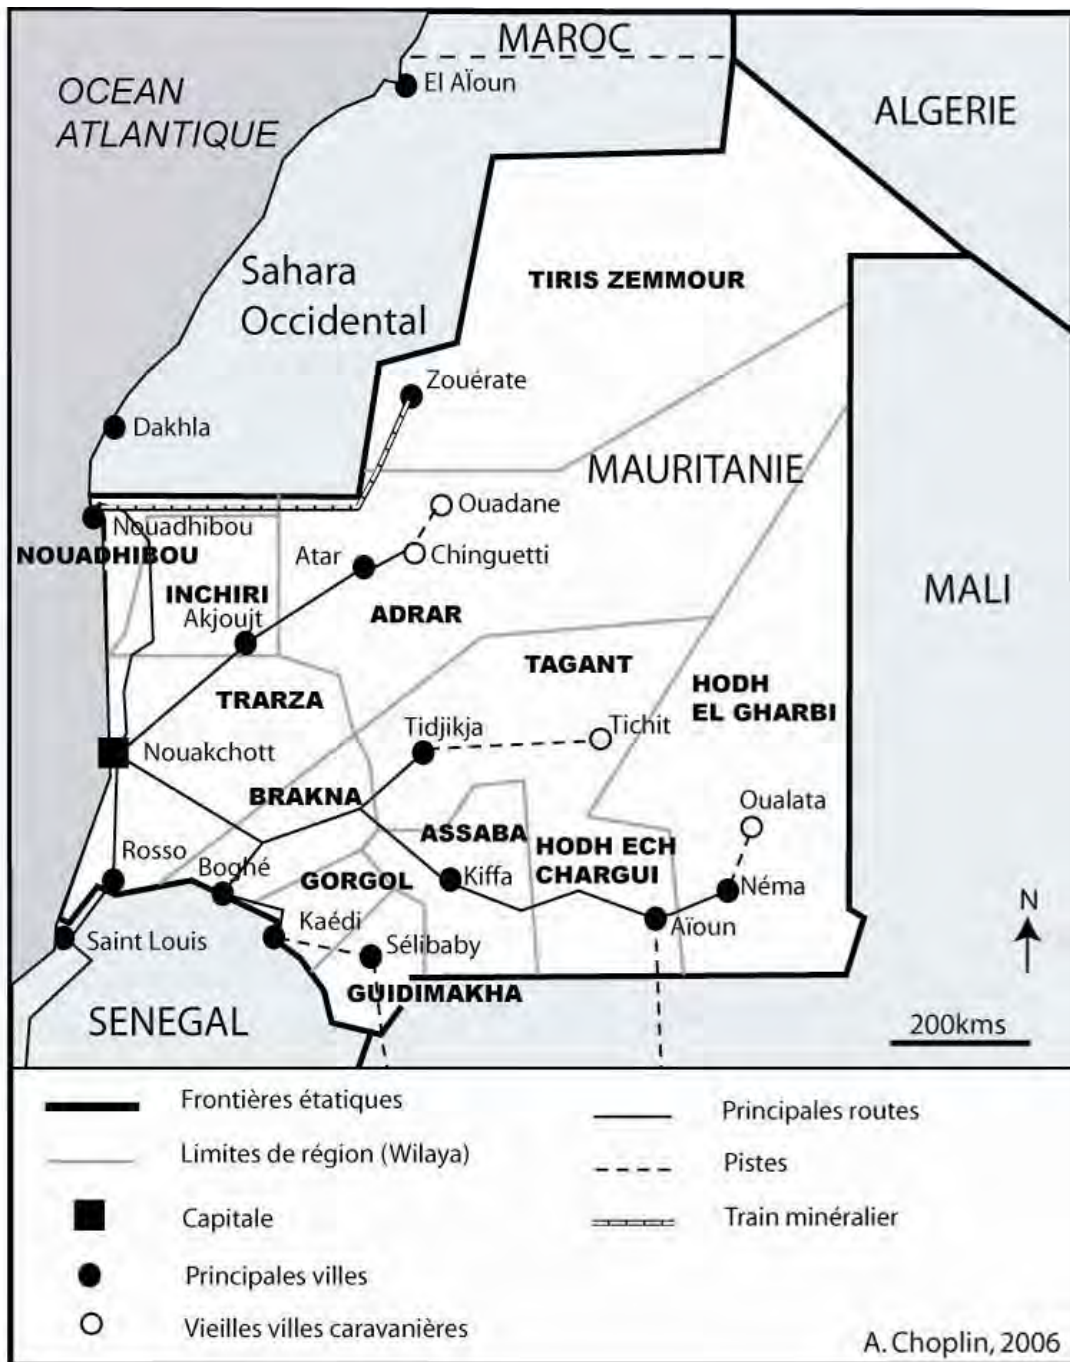 MAROC
OCEAN
ATLANTIQUE
El AÏoun
ALGERIE
Sahara
Occidental
TIRIS ZEMMOUR
Zouérate
Dakhla
MAURITANIE
Ouadane
Nouadhibou
NOUADHIBOU
Atar
Chinguetti
INCHIRI
Akjoujt
ADRAR
MALI
TAGANT
TRARZA
HODH
EL GHARBI
Tidjikja
Tichit
Nouakchott
BRAKNA
Oualata
ASSABA
HODH ECH
CHARGUI
Rosso
Boghé
GORGOL
Kiffa
Néma
Kaédi
Aïoun
N
Saint Louis
Sélibaby
GUIDIMAKHA
SENEGAL
200kms
Frontières étatiques
Limites de région (Wilaya)
Capitale
Principales villes
Vieilles villes caravanières
Principales routes
Pistes
Train minéralier
A. Choplin, 2006